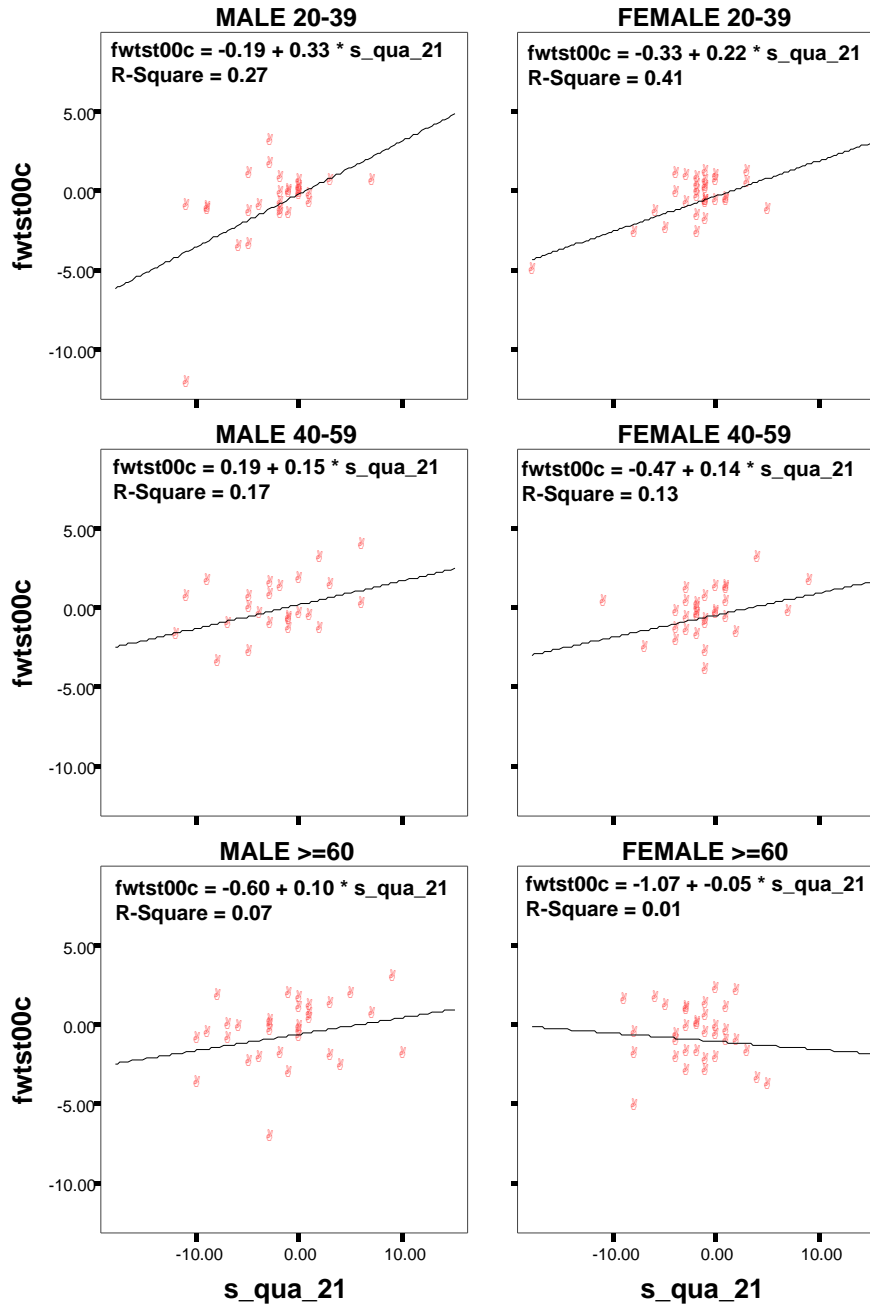 MALE 20-39
FEMALE 20-39
fwtst00c = -0.19 + 0.33 * s_qua_21
R-Square = 0.27
fwtst00c = -0.33 + 0.22 * s_qua_21
R-Square = 0.41
5.00
0.00
-5.00
-10.00
fwtst00c
MALE 40-59
FEMALE 40-59
fwtst00c = 0.19 + 0.15 * s_qua_21
R-Square = 0.17
fwtst00c = -0.47 + 0.14 * s_qua_21
R-Square = 0.13
5.00
0.00
-5.00
-10.00
fwtst00c
MALE >=60
FEMALE >=60
fwtst00c = -0.60 + 0.10 * s_qua_21
R-Square = 0.07
fwtst00c = -1.07 + -0.05 * s_qua_21
R-Square = 0.01
5.00
0.00
-5.00
-10.00
fwtst00c
-10.00 0.00 10.00
-10.00 0.00 10.00
s_qua_21
s_qua_21